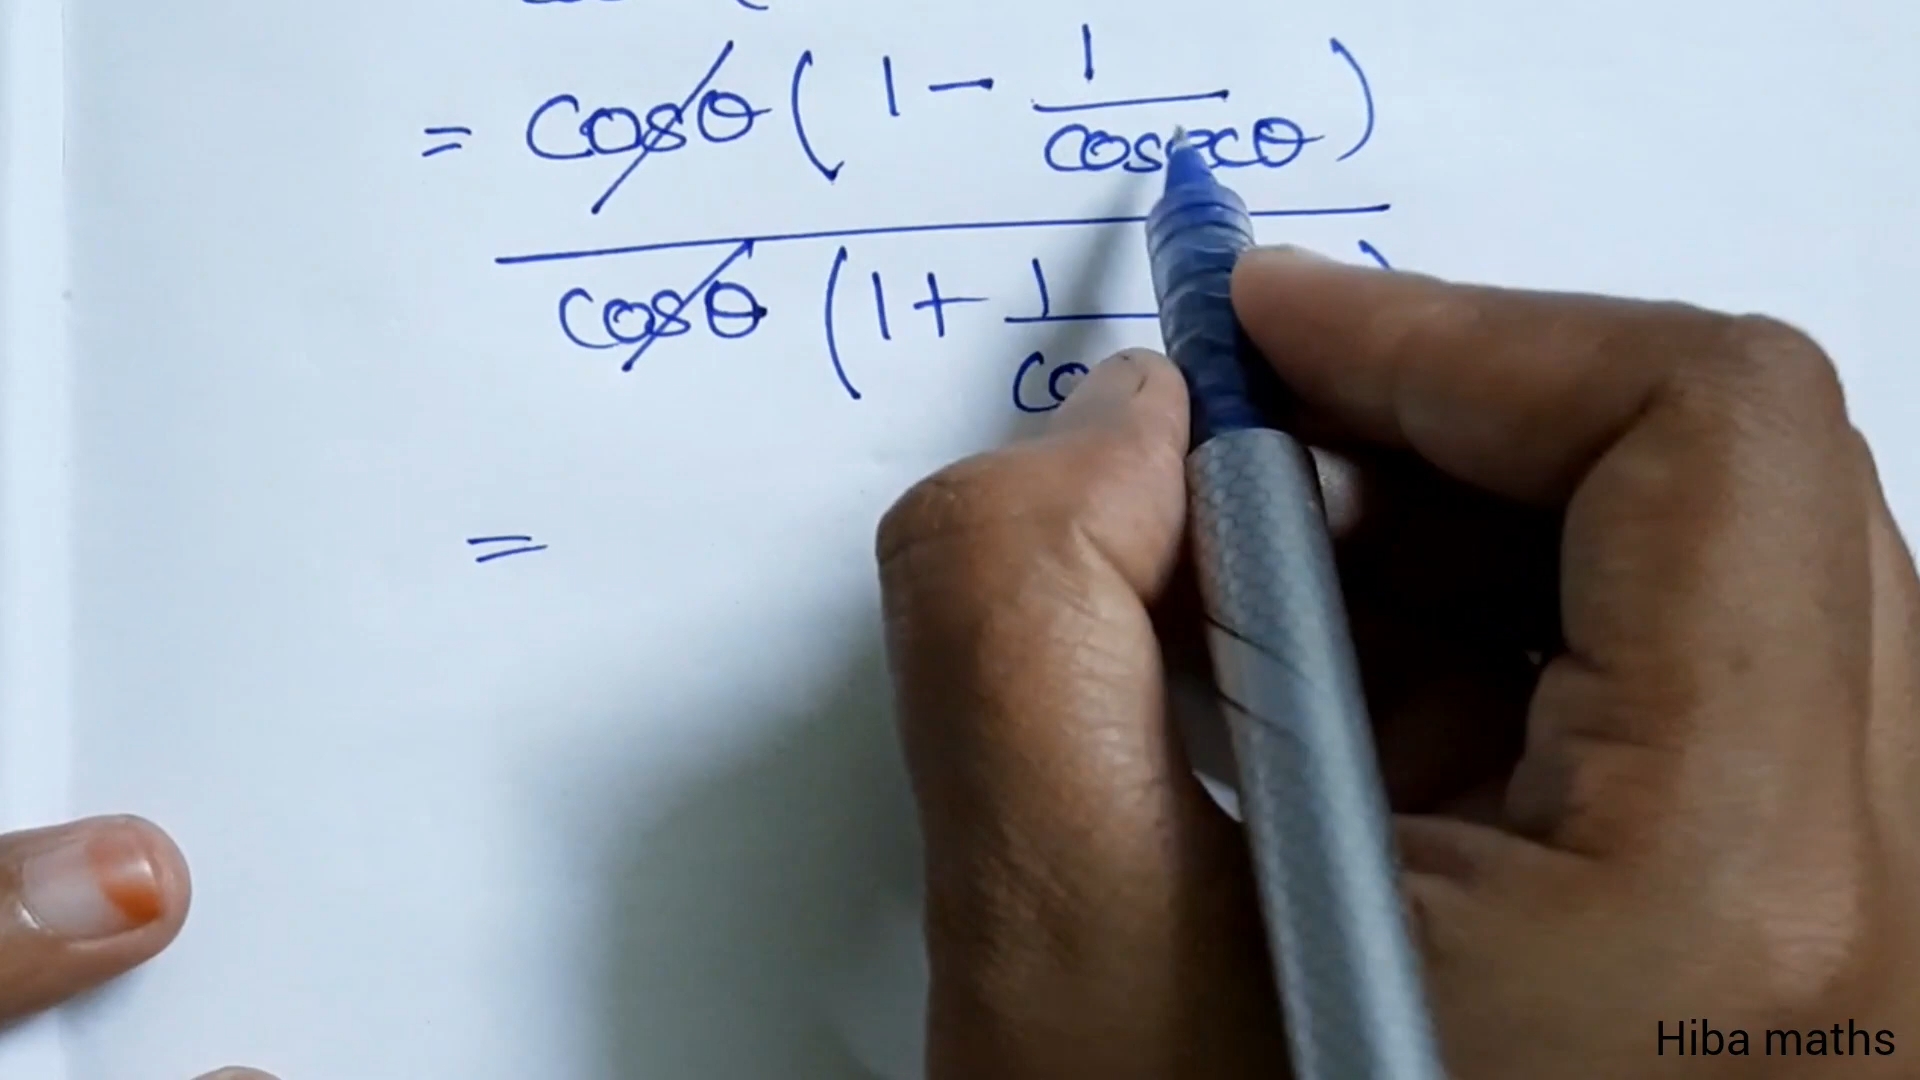 = cosθ ( 1 - 1/cosecθ )
cosθ ( 1 + 1/co )
=
Hiba maths